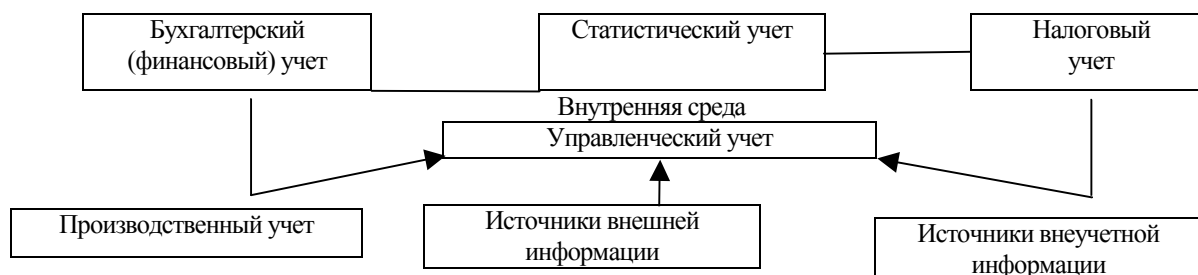 Бухгалтерский
(финансовый) учет
Статистический учет
Налоговый
учет
Внутренняя среда
Управленческий учет
Производственный учет
Источники внешней
информации
Источники внеучетной
информации